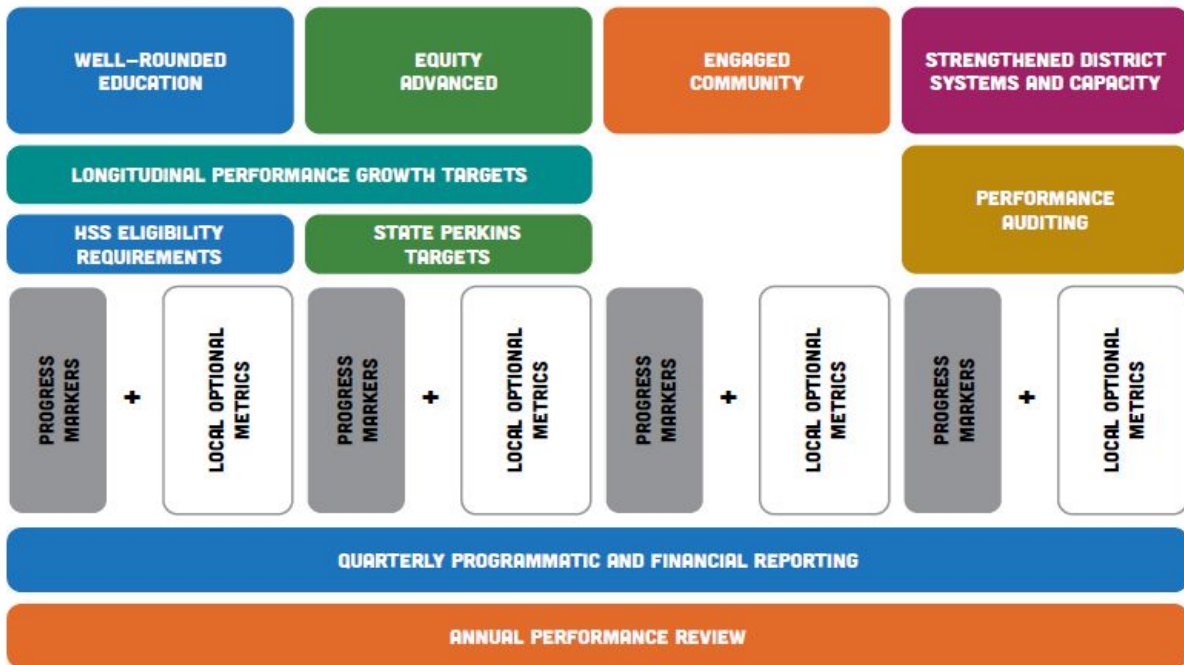 WELL-ROUNDED
EDUCATION
EQUITY
ADVANCED
ENGAGED
COMMUNITY
STRENGTHENED DISTRICT
SYSTEMS AND CAPACITY
LONGITUDINAL PERFORMANCE GROWTH TARGETS
PERFORMANCE
AUDITING
HSS ELIGIBILITY
REQUIREMENTS
STATE PERKINS
TARGETS
PROGRESS
MARKERS
+
LOCAL OPTIONAL
METRICS
PROGRESS
MARKERS
+
LOCAL OPTIONAL
METRICS
PROGRESS
MARKERS
+
LOCAL OPTIONAL
METRICS
PROGRESS
MARKERS
+
LOCAL OPTIONAL
METRICS
QUARTERLY PROGRAMMATIC AND FINANCIAL REPORTING
ANNUAL PERFORMANCE REVIEW